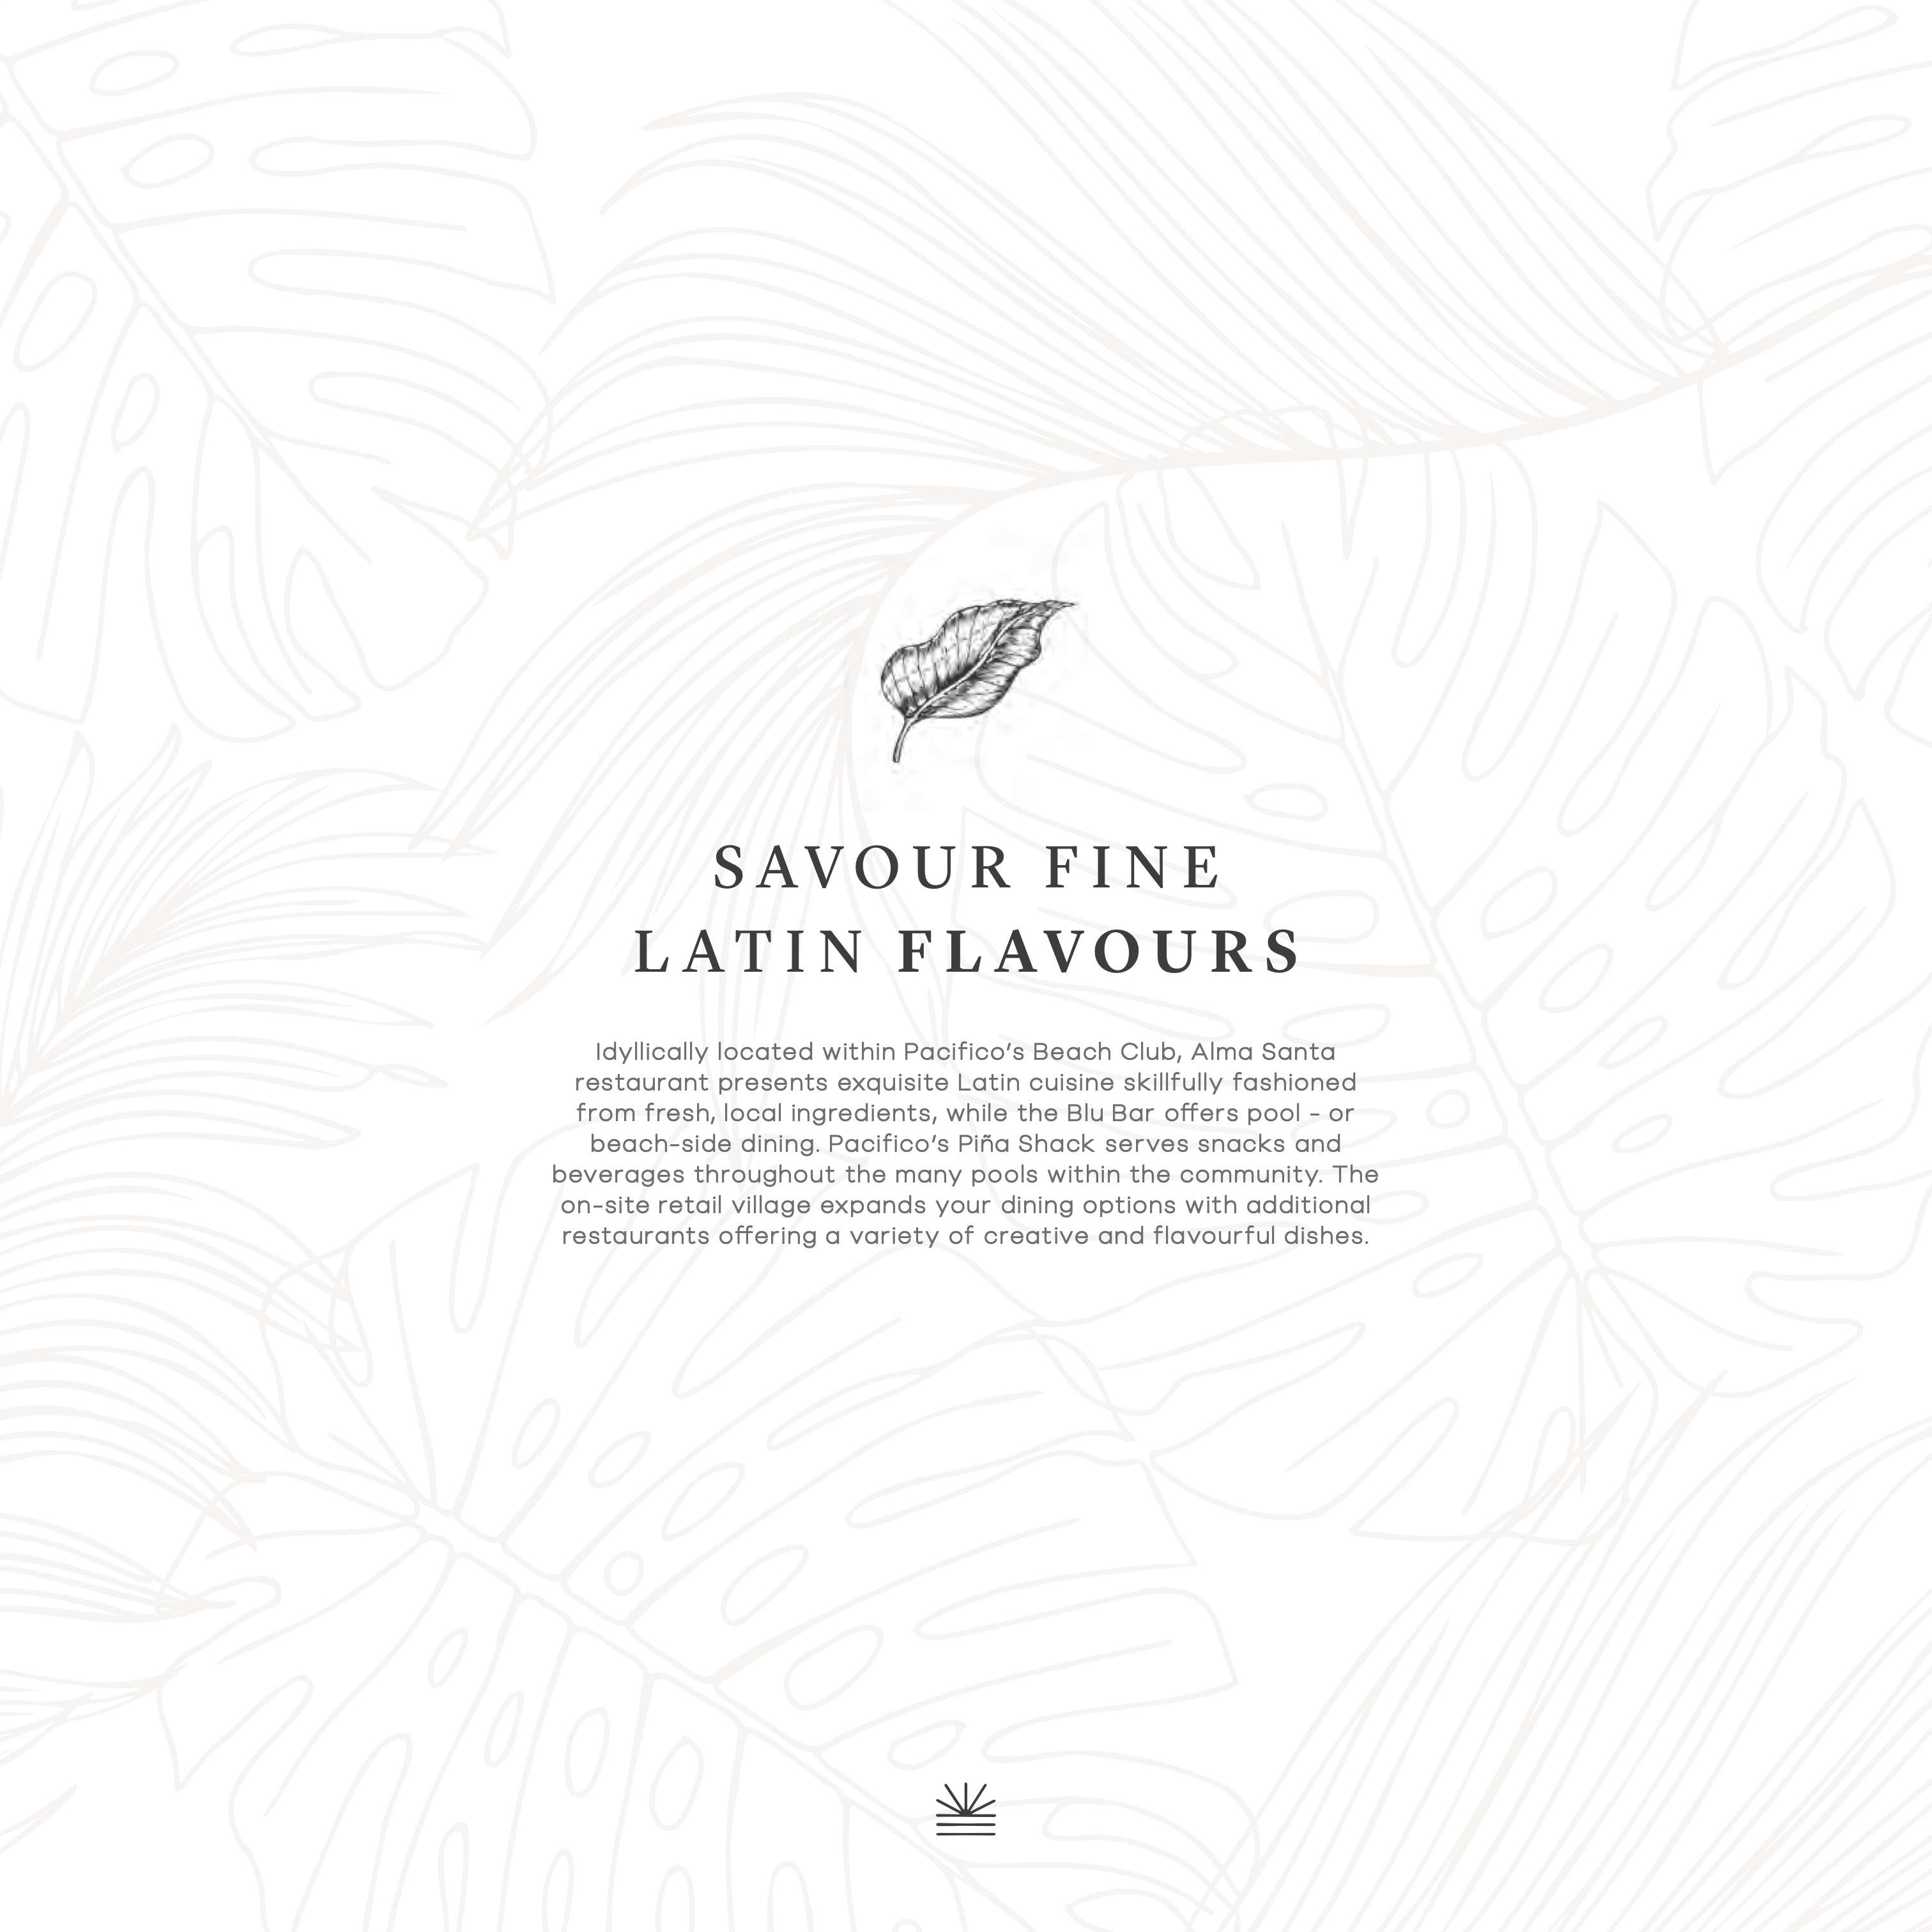 SAVOUR FINE
LATIN FLAVOURS
Idyllically located within Pacifico’s Beach Club, Alma Santa
restaurant presents exquisite Latin cuisine skillfully fashioned
from fresh, local ingredients, while the Blu Bar offers pool - or
beach-side dining. Pacifico’s Piña Shack serves snacks and
beverages throughout the many pools within the community. The
on-site retail village expands your dining options with additional
restaurants offering a variety of creative and flavourful dishes.